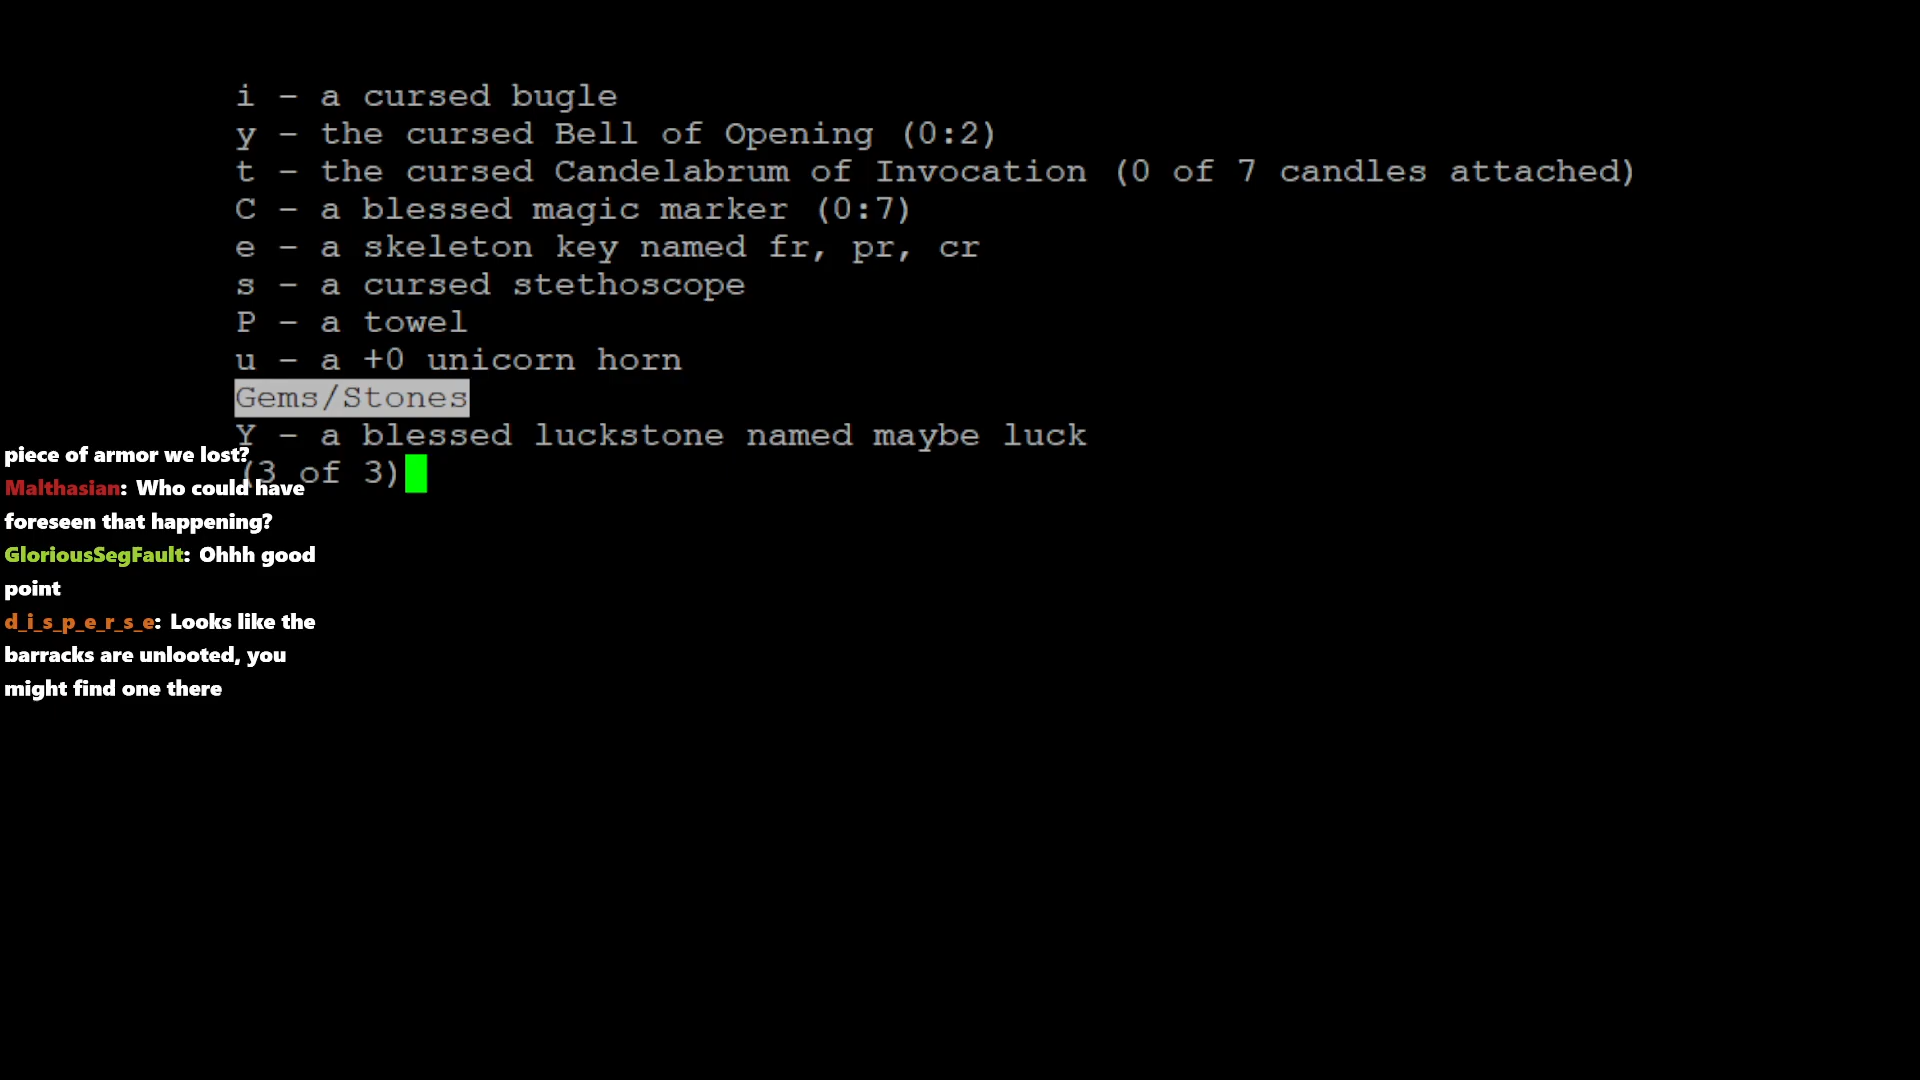 i - a cursed bugle
y - the cursed Bell of Opening (0:2)
t - the cursed Candelabrum of Invocation (0 of 7 candles attached)
C - a blessed magic marker (0:7)
e - a skeleton key named fr, pr, cr
s - a cursed stethoscope
P - a towel
u - a +0 unicorn horn
Gems/Stones
Y - a blessed luckstone named maybe luck
(3 of 3)
piece of armor we lost?
Malthasian: Who could have
foreseen that happening?
GloriousSegFault: Ohhh good
point
d_i_s_p_e_r_s_e: Looks like the
barracks are unlooted, you
might find one there